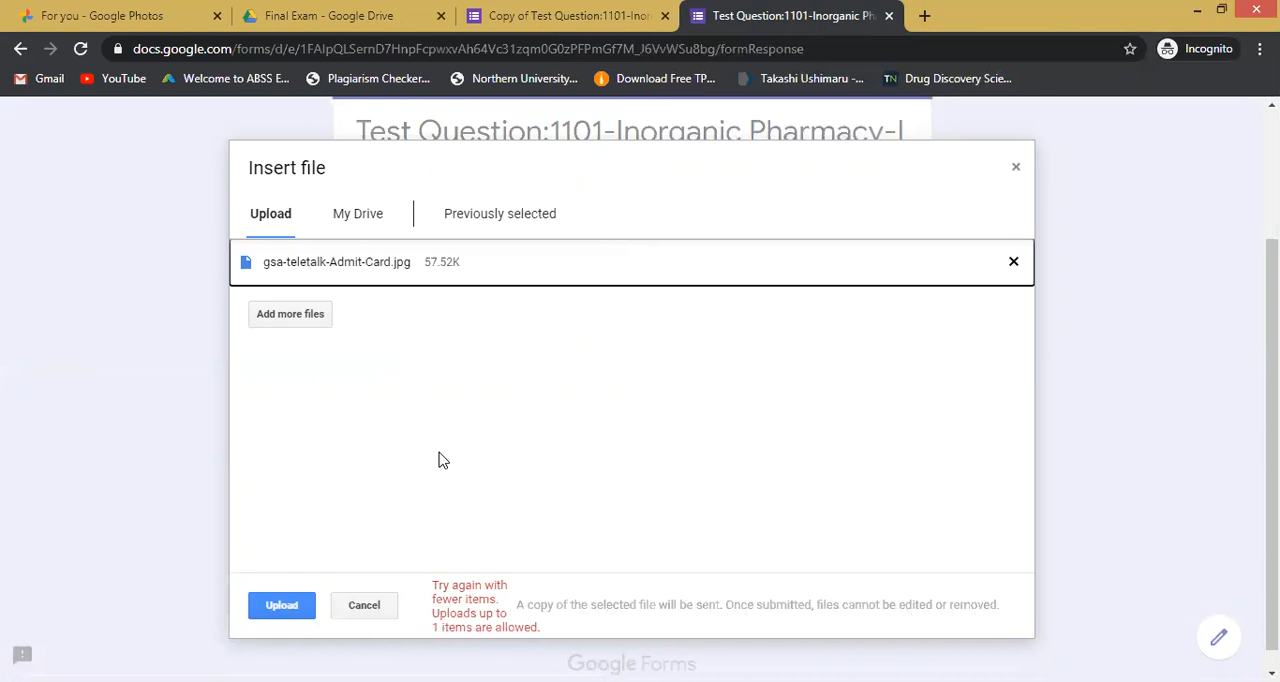 For you - Google Photos
Final Exam - Google Drive
Copy of Test Question:1101-Inor
Test Question:1101-Inorganic Ph
docs.google.com/forms/d/e/1FAIpQLSernD7HnpFcpwxvAh64Vc31zqm0G0zPFPmGf7M_J6VvWSu8bg/formResponse
Incognito
Gmail
YouTube
Welcome to ABSS E...
Plagiarism Checker...
Northern University...
Download Free TP...
Takashi Ushimaru -...
TN Drug Discovery Scie...
Test Question:1101-Inorganic Pharmacy-I
Insert file
Upload
My Drive
Previously selected
gsa-teletalk-Admit-Card.jpg 57.52K
Add more files
Upload
Cancel
Try again with
fewer items.
Uploads up to
1 items are allowed.
A copy of the selected file will be sent. Once submitted, files cannot be edited or removed.
Google Forms